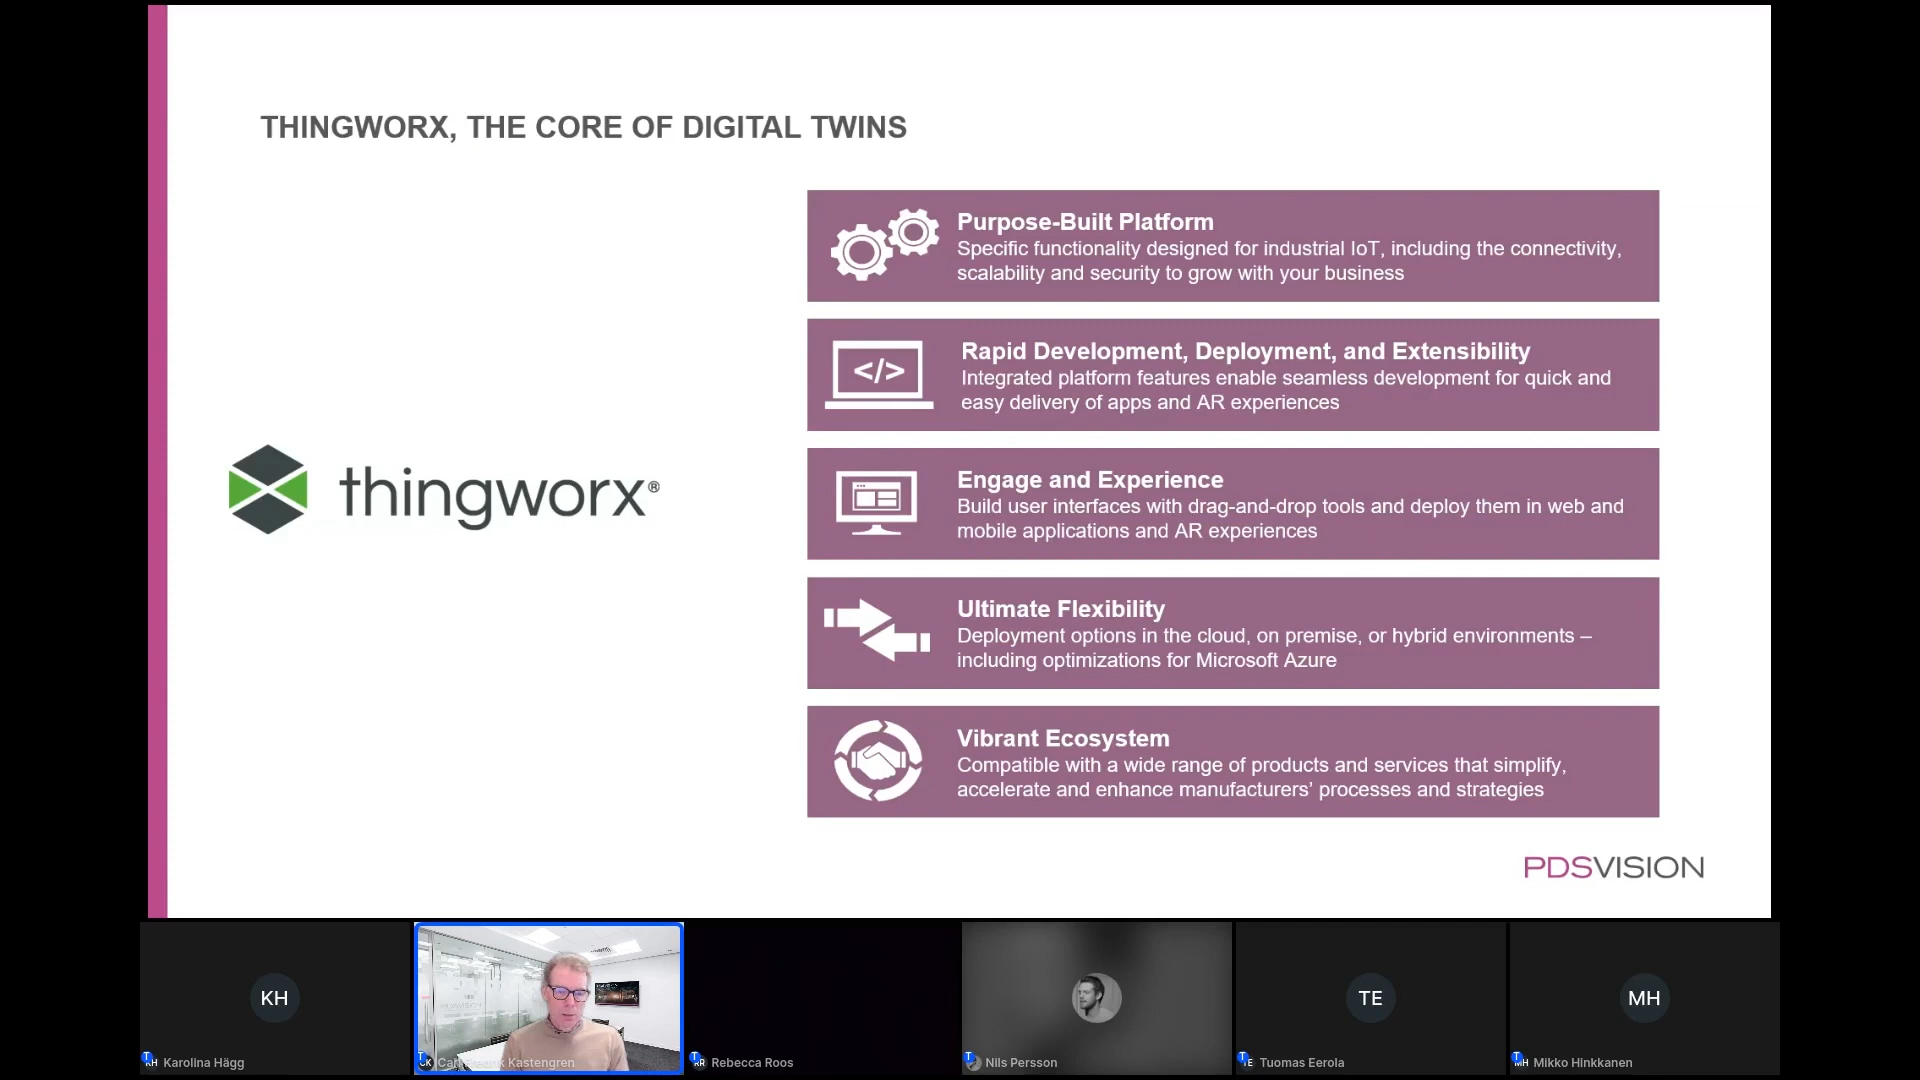 THINGWORX, THE CORE OF DIGITAL TWINS
thingworx®
Purpose-Built Platform
Specific functionality designed for industrial IoT, including the connectivity,
scalability and security to grow with your business
</>
Rapid Development, Deployment, and Extensibility
Integrated platform features enable seamless development for quick and
easy delivery of apps and AR experiences
Engage and Experience
Build user interfaces with drag-and-drop tools and deploy them in web and
mobile applications and AR experiences
Ultimate Flexibility
Deployment options in the cloud, on premise, or hybrid environments –
including optimizations for Microsoft Azure
Vibrant Ecosystem
Compatible with a wide range of products and services that simplify,
accelerate and enhance manufacturers’ processes and strategies
PDSVISION
KH
TE
MH
T KH Karolina Hägg
T CK Kastengren
T RR Rebecca Roos
T Nils Persson
T TE Tuomas Eerola
T MH Mikko Hinkkanen